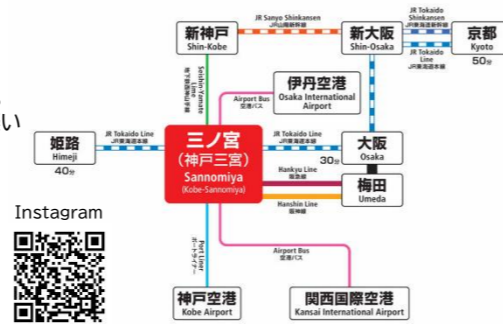 JR Sanyo Shinkansen
JR山陽新幹線
JR Tokaido
Shinkansen
JR東海道新幹線
新神戸
Shin-Kobe
新大阪
Shin-Osaka
京都
Kyoto
50分
JR Tokaido
Line
JR東海道本線
Seishin-Yamate
Line
地下鉄西神山手線
伊丹空港
Osaka International
Airport
Airport Bus
空港バス
い
姫路
Himeji
40分
JR Tokaido Line
JR東海道本線
三ノ宮
(神戸三宮)
Sannomiya
(Kobe-Sannomiya)
JR Tokaido Line
JR東海道本線
30分
大阪
Osaka
Hankyu Line
阪急線
梅田
Umeda
Hanshin Line
阪神線
Instagram
Port Liner
ポートライナー
Airport Bus
空港バス
神戸空港
Kobe Airport
関西国際空港
Kansai International Airport